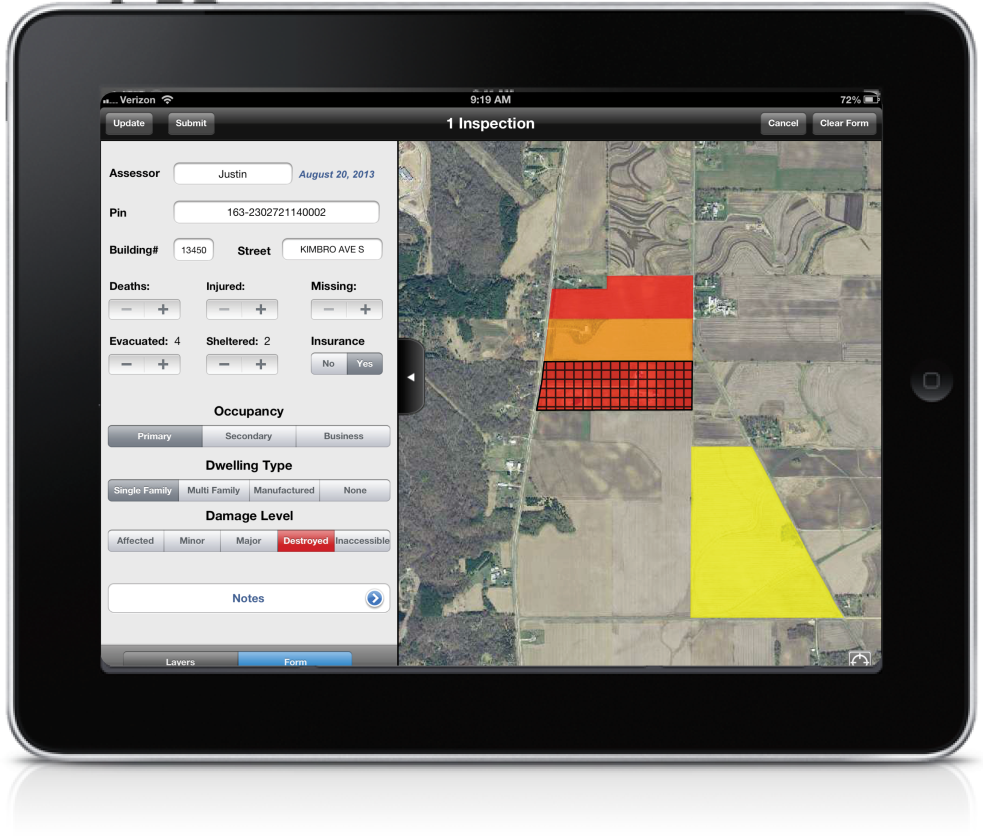 Verizon
9:19 AM
72%
Update Submit 1 Inspection Cancel Clear Form
Assessor Justin August 20, 2013
Pin 163-2302721140002
Building# 13450 Street KIMBRO AVE S
Deaths: Injured: Missing:
− + − + − +
Evacuated: 4 Sheltered: 2 Insurance
− + − + No Yes
Occupancy
Primary Secondary Business
Dwelling Type
Single Family Multi Family Manufactured None
Damage Level
Affected Minor Major Destroyed Inaccessible
Notes
Layers Form